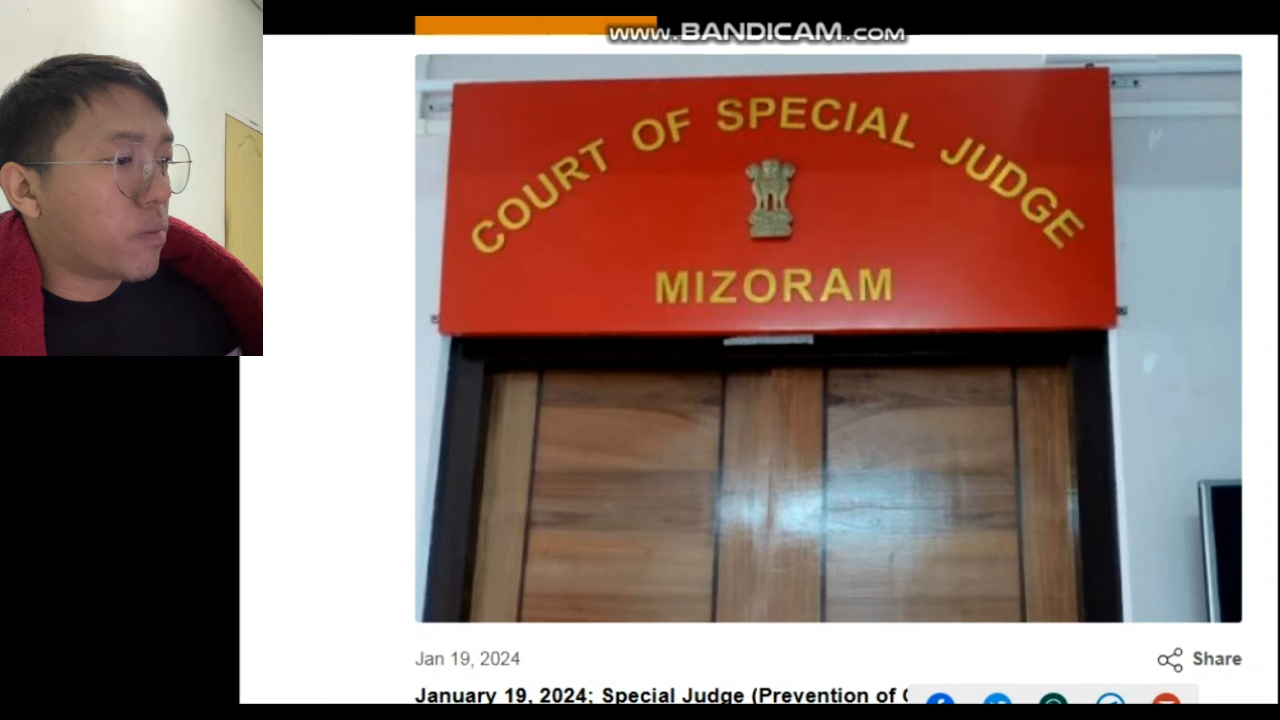 www.BANDICAM.com
COURT OF SPECIAL JUDGE
MIZORAM
Jan 19, 2024
Share
January 19, 2024; Special Judge (Prevention of